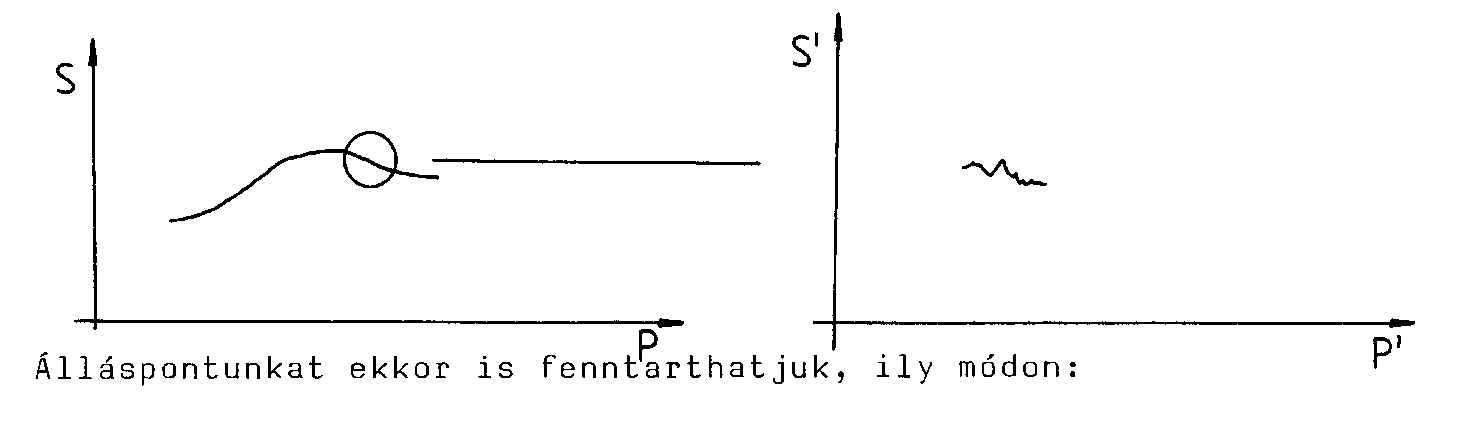 S
S'
P
P'
Álláspontunkat ekkor is fenntarthatjuk, ily módon: